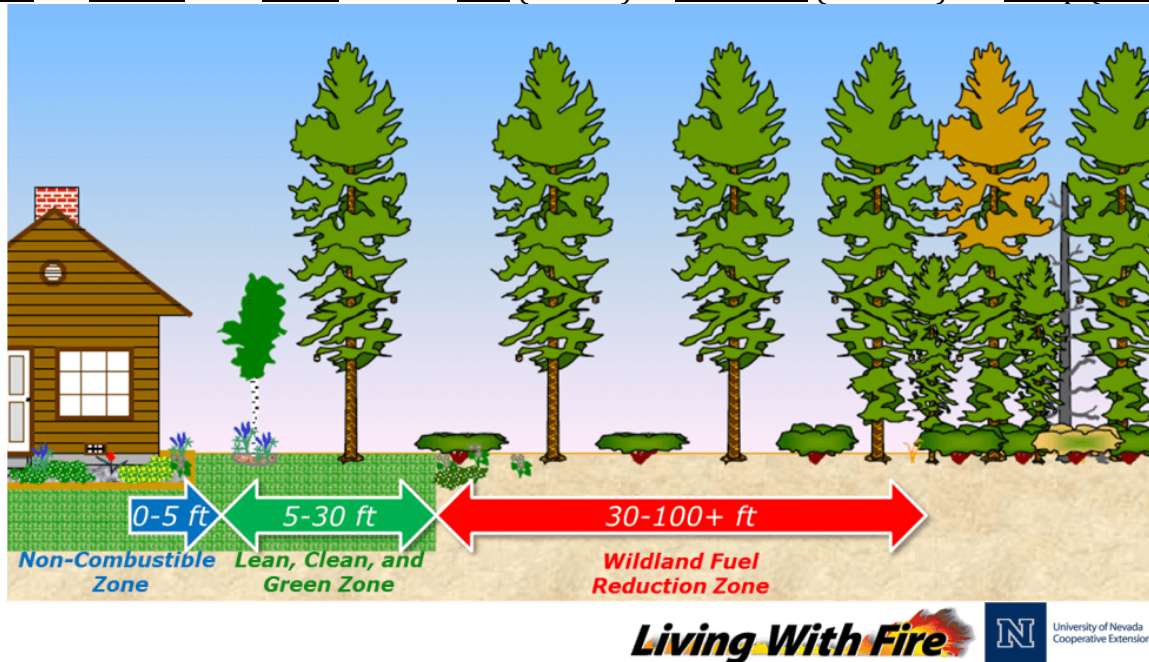 0-5 ft
5-30 ft
30-100+ ft
Non-Combustible
Zone
Lean, Clean, and
Green Zone
Wildland Fuel
Reduction Zone
Living With Fire
N
University of Nevada
Cooperative Extension